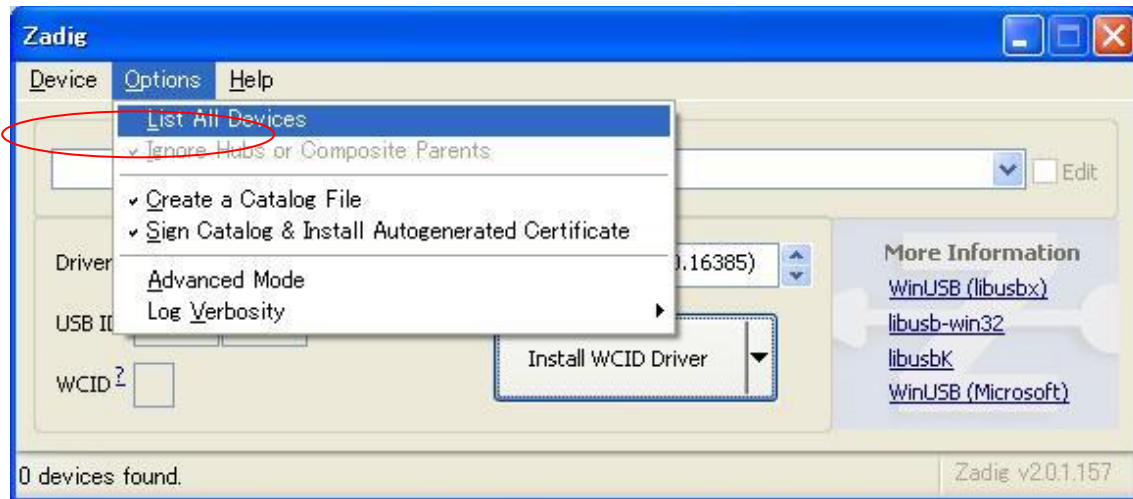 Zadig
Device Options Help
List All Devices
Ignore Hubs or Composite Parents
Edit
Create a Catalog File
Sign Catalog & Install Autogenerated Certificate
Driver .16385)
Advanced Mode
Log Verbosity
USB ID
Install WCID Driver
WCID ?
More Information
WinUSB (libusbx)
libusb-win32
libusbK
WinUSB (Microsoft)
0 devices found.
Zadig v2.0.1.157